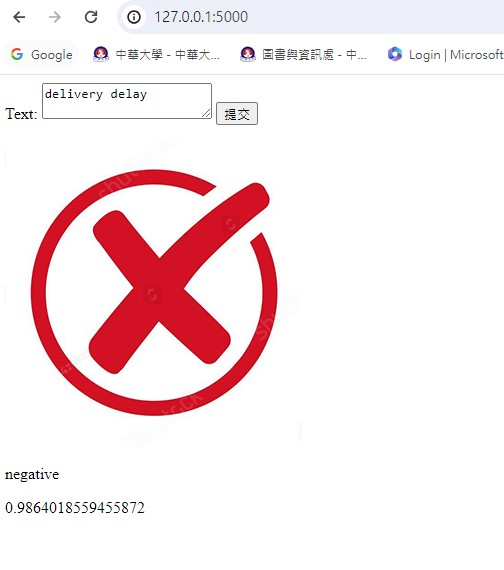 127.0.0.1:5000
Google 中華大學 - 中華大... 圖書與資訊處 - 中... Login | Microsoft
Text: delivery delay 提交
negative
0.9864018559455872